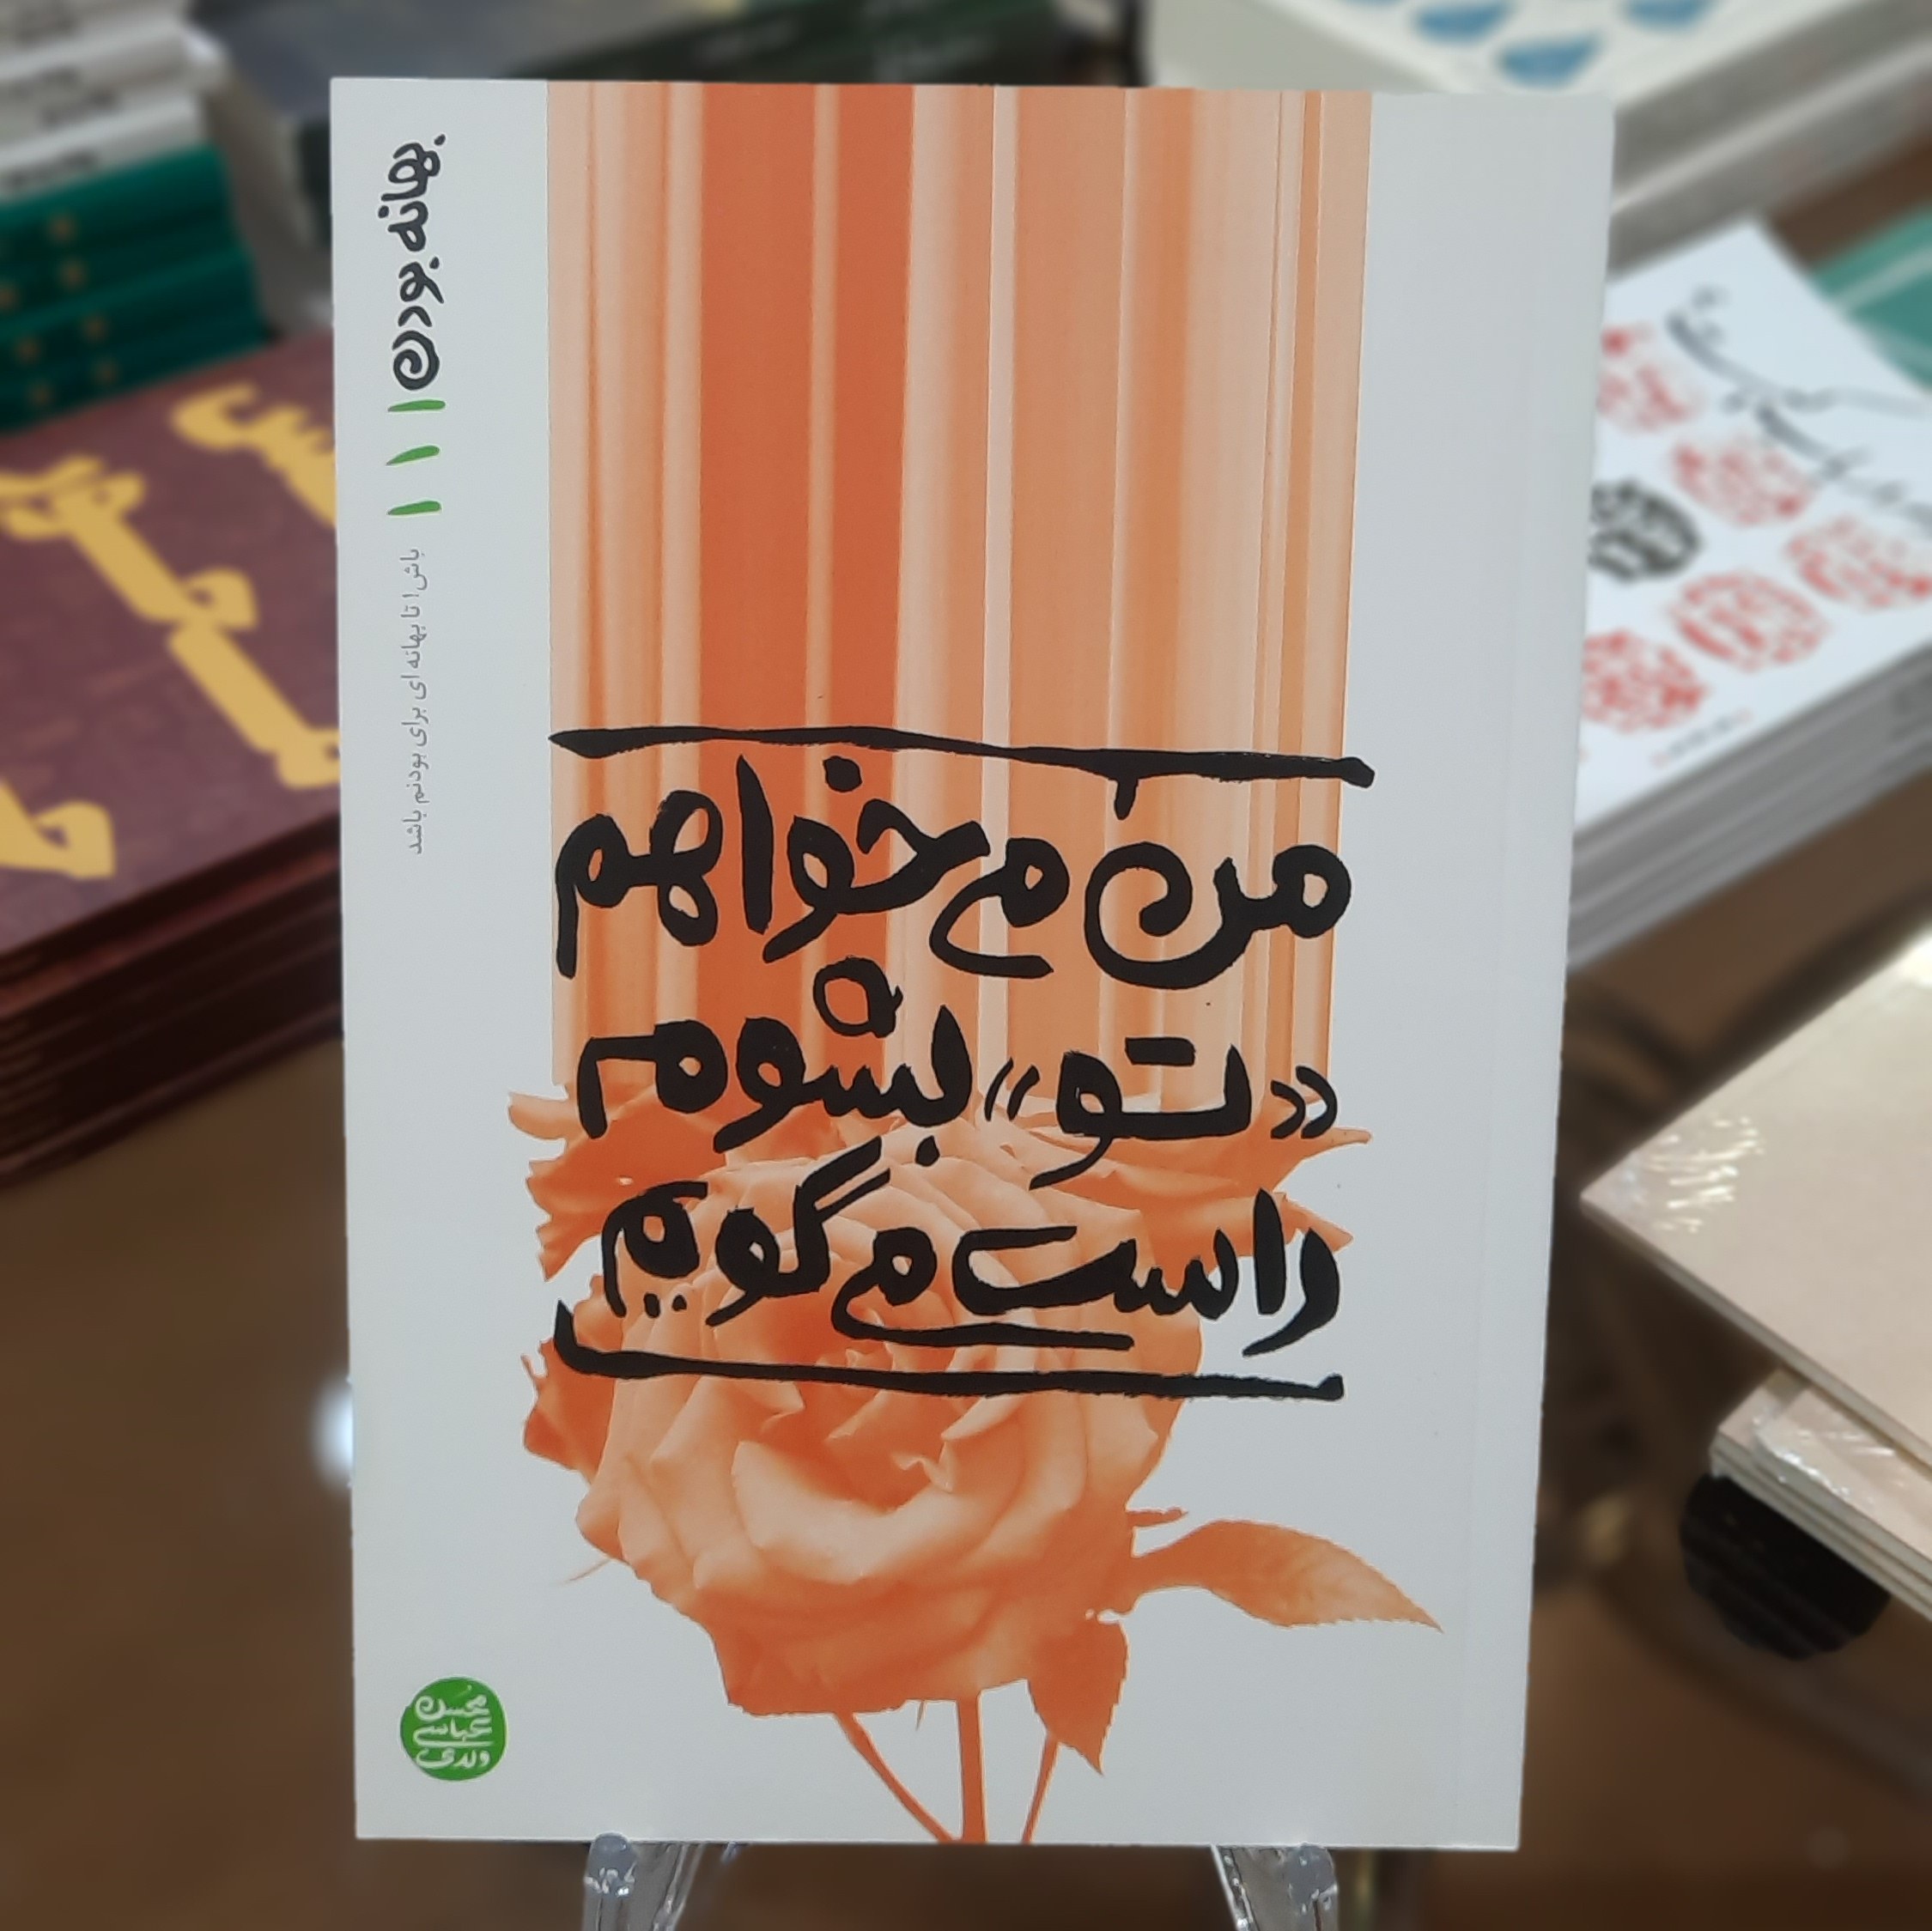 من می‌خواهم
«تو» بشوم
راست می‌گویم
بهانه بودن | ۱۱
باش! تا بهانه ای برای بودنم باشد
محسن
عباسی
ولدی